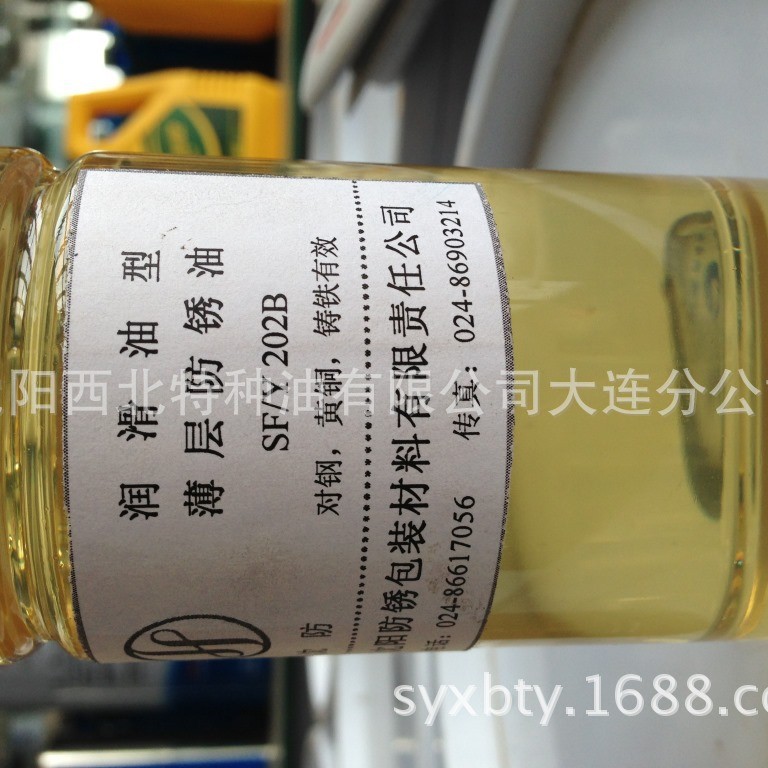 润滑油型
薄层防锈油
SF/Y 202B
对钢，黄铜，铸铁有效
阳防锈包装材料有限责任公司
024-86617056 传真：024-86903214
阳西北特种油有限公司大连分公
syxbty.1688.co